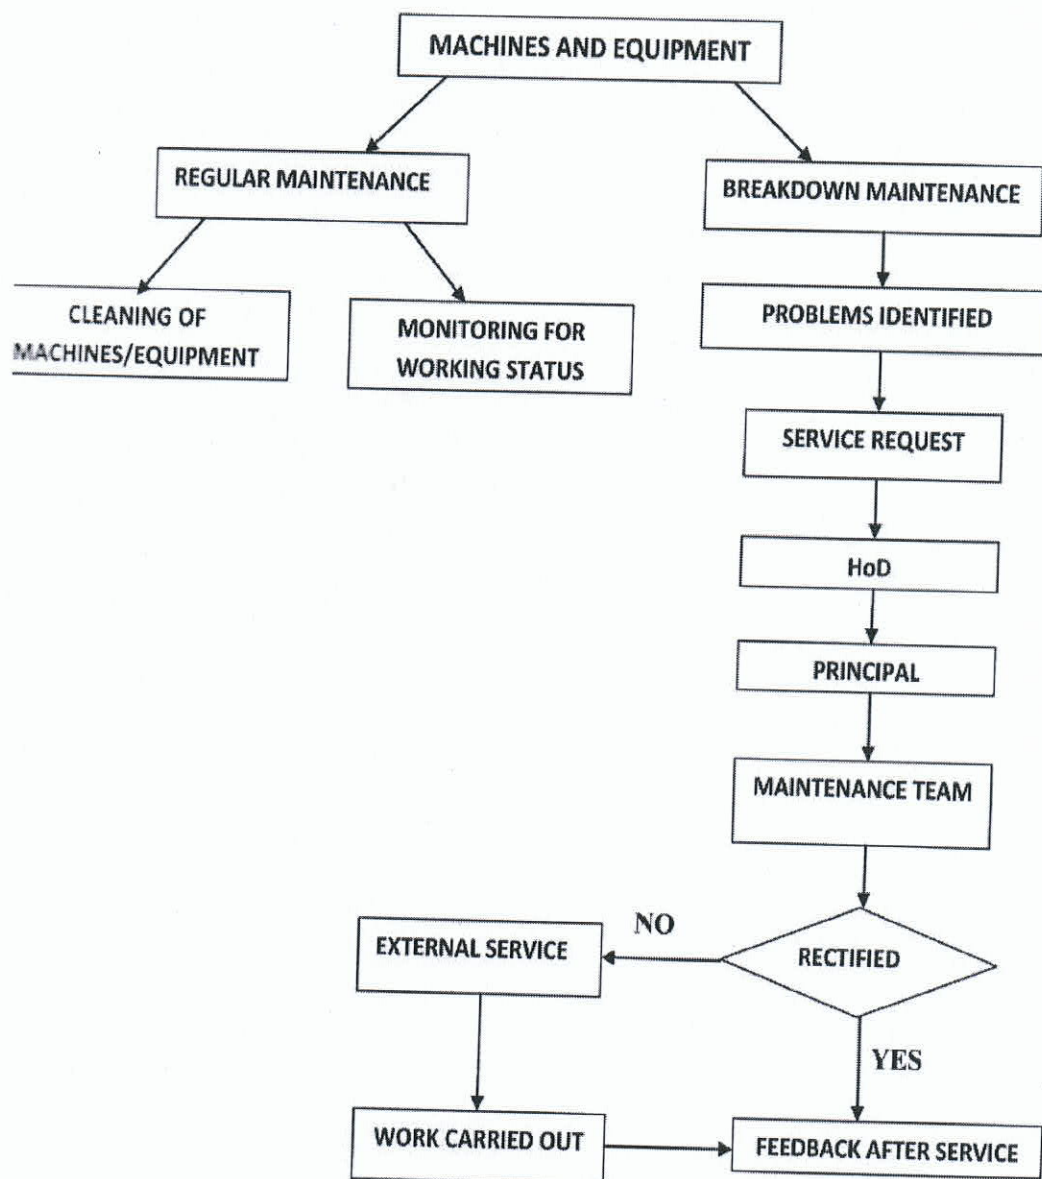 MACHINES AND EQUIPMENT
REGULAR MAINTENANCE
BREAKDOWN MAINTENANCE
CLEANING OF
MACHINES/EQUIPMENT
MONITORING FOR
WORKING STATUS
PROBLEMS IDENTIFIED
SERVICE REQUEST
HoD
PRINCIPAL
MAINTENANCE TEAM
RECTIFIED
NO
EXTERNAL SERVICE
YES
WORK CARRIED OUT
FEEDBACK AFTER SERVICE